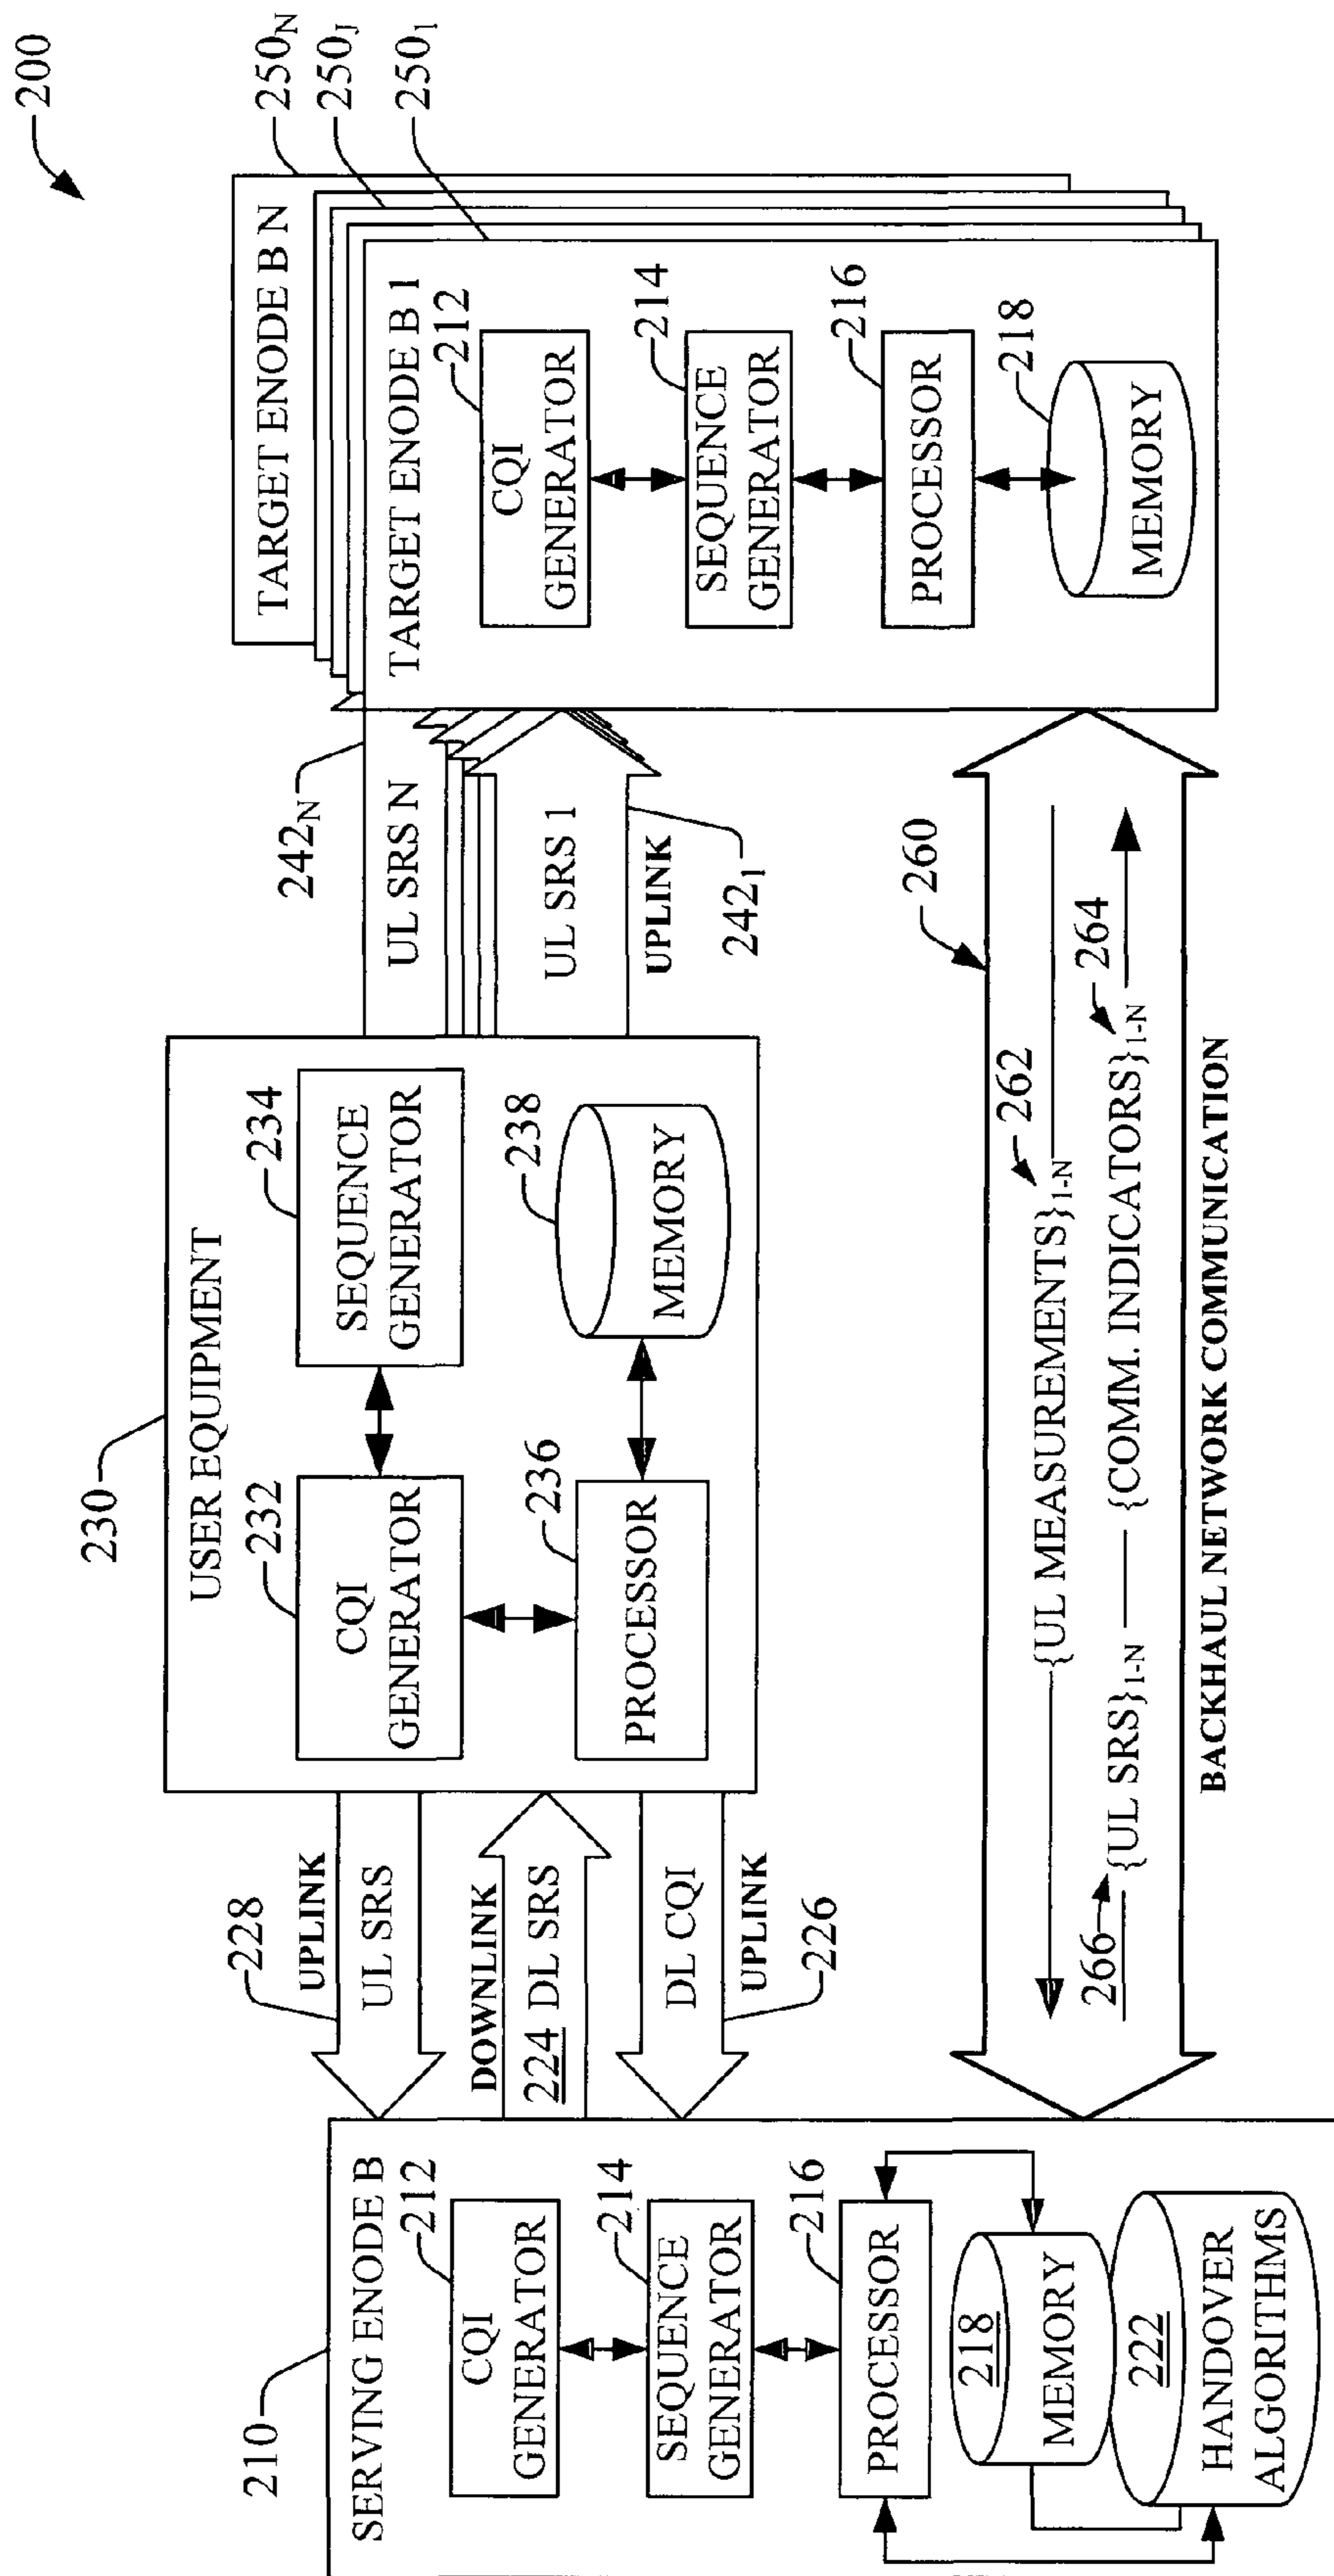 200
210
SERVING ENODE B
212
CQI
GENERATOR
214
SEQUENCE
GENERATOR
216
PROCESSOR
218
MEMORY
222
HANDOVER
ALGORITHMS
228
UPLINK
UL SRS
DOWNLINK
224 DL SRS
DL CQI
UPLINK
226
230
USER EQUIPMENT
232
CQI
GENERATOR
234
SEQUENCE
GENERATOR
236
PROCESSOR
238
MEMORY
242N
UL SRS N
UL SRS 1
UPLINK
2421
250N
250J
2501
TARGET ENODE B N
TARGET ENODE B 1
212
CQI
GENERATOR
214
SEQUENCE
GENERATOR
216
PROCESSOR
218
MEMORY
260
262
{UL MEASUREMENTS}1-N
264
266
{UL SRS}1-N — {COMM. INDICATORS}1-N
BACKHAUL NETWORK COMMUNICATION